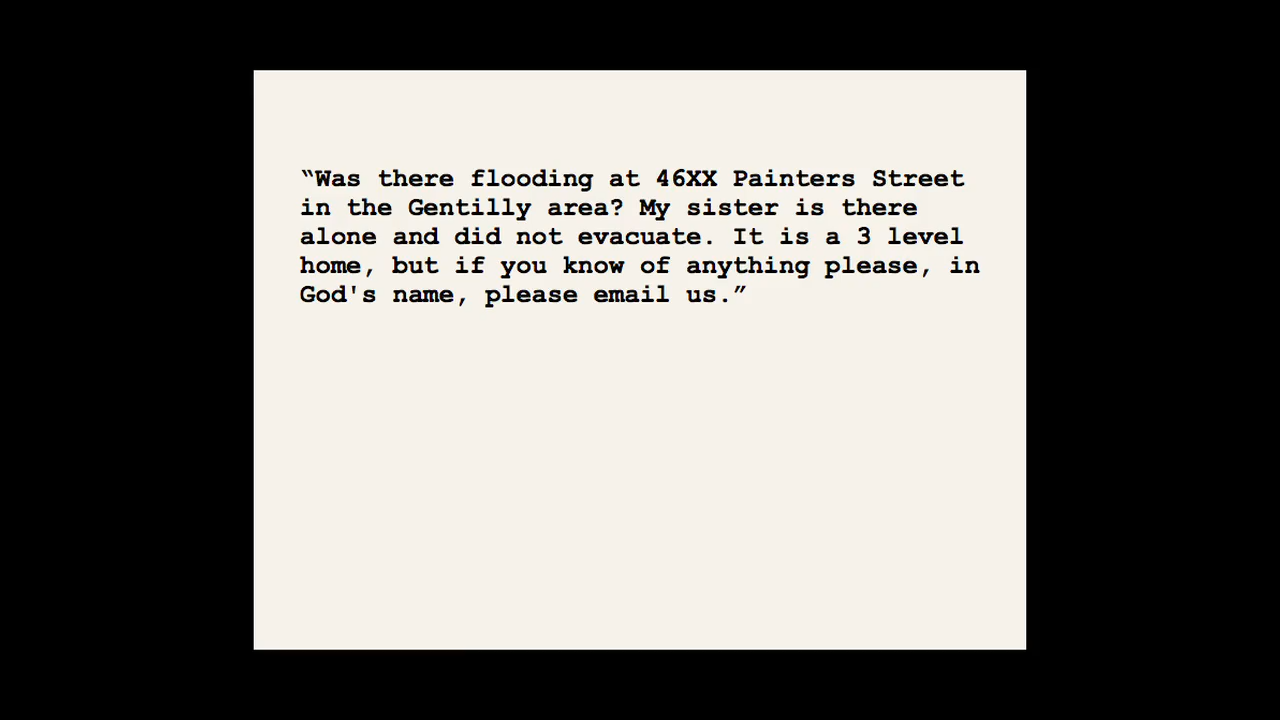 “Was there flooding at 46XX Painters Street
in the Gentilly area? My sister is there
alone and did not evacuate. It is a 3 level
home, but if you know of anything please, in
God's name, please email us.”